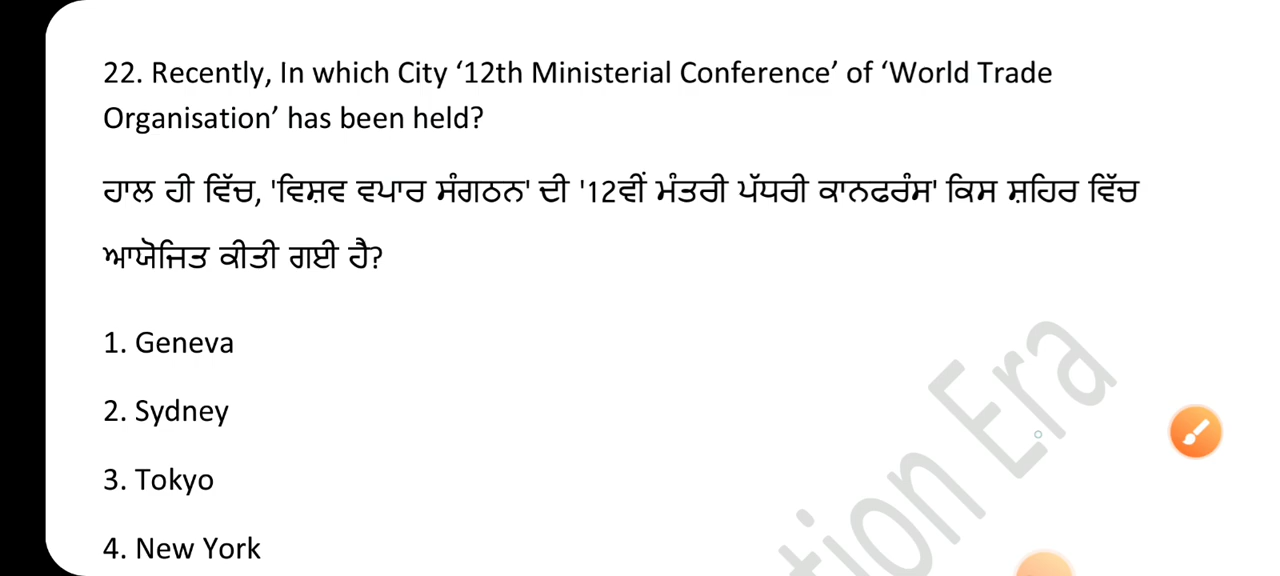 22. Recently, In which City ‘12th Ministerial Conference’ of ‘World Trade
Organisation’ has been held?
ਹਾਲ ਹੀ ਵਿੱਚ, 'ਵਿਸ਼ਵ ਵਪਾਰ ਸੰਗਠਨ' ਦੀ '12ਵੀਂ ਮੰਤਰੀ ਪੱਧਰੀ ਕਾਨਫਰੰਸ' ਕਿਸ ਸ਼ਹਿਰ ਵਿੱਚ
ਆਯੋਜਿਤ ਕੀਤੀ ਗਈ ਹੈ?
1. Geneva
2. Sydney
3. Tokyo
4. New York
tion Era